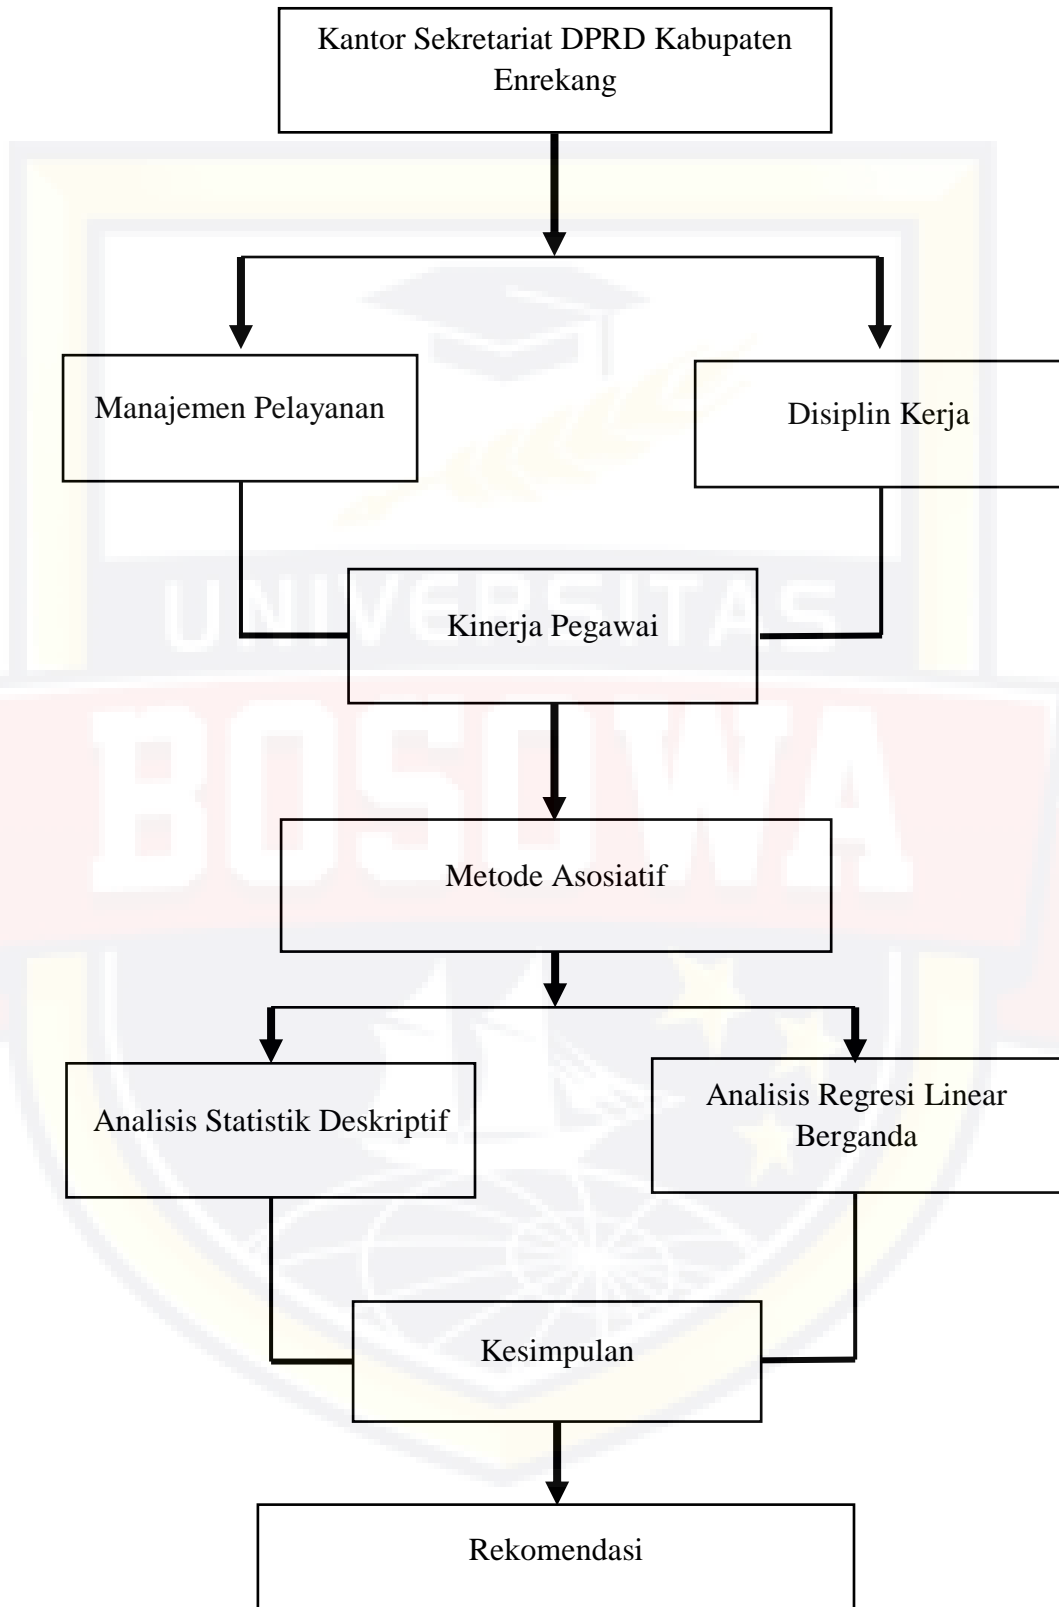 Kantor Sekretariat DPRD Kabupaten
Enrekang
Manajemen Pelayanan
Disiplin Kerja
UNIVERSITAS
Kinerja Pegawai
BOSOWA
Metode Asosiatif
Analisis Statistik Deskriptif
Analisis Regresi Linear
Berganda
Kesimpulan
Rekomendasi